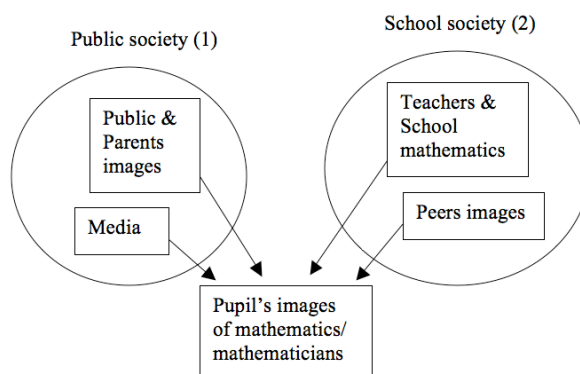 Public society (1)
School society (2)
Public &
Parents
images
Media
Teachers &
School
mathematics
Peers images
Pupil's images
of mathematics/
mathematicians